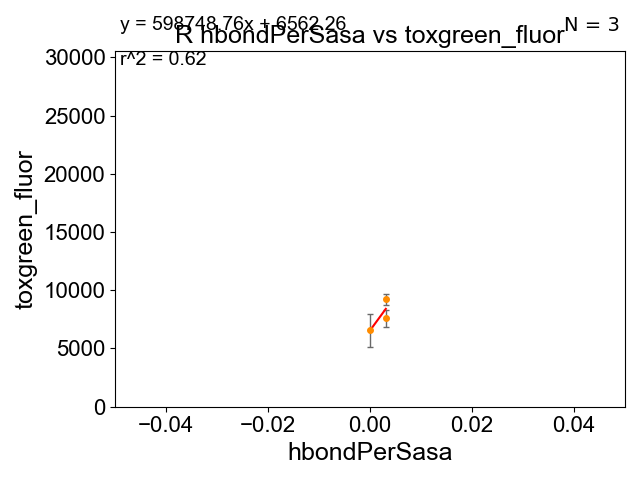 y = 598748.76x + 6562.26
N = 3
R hbondPerSasa vs toxgreen_fluor
r^2 = 0.62
30000
25000
20000
15000
10000
5000
0
toxgreen_fluor
−0.04
−0.02
0.00
0.02
0.04
hbondPerSasa